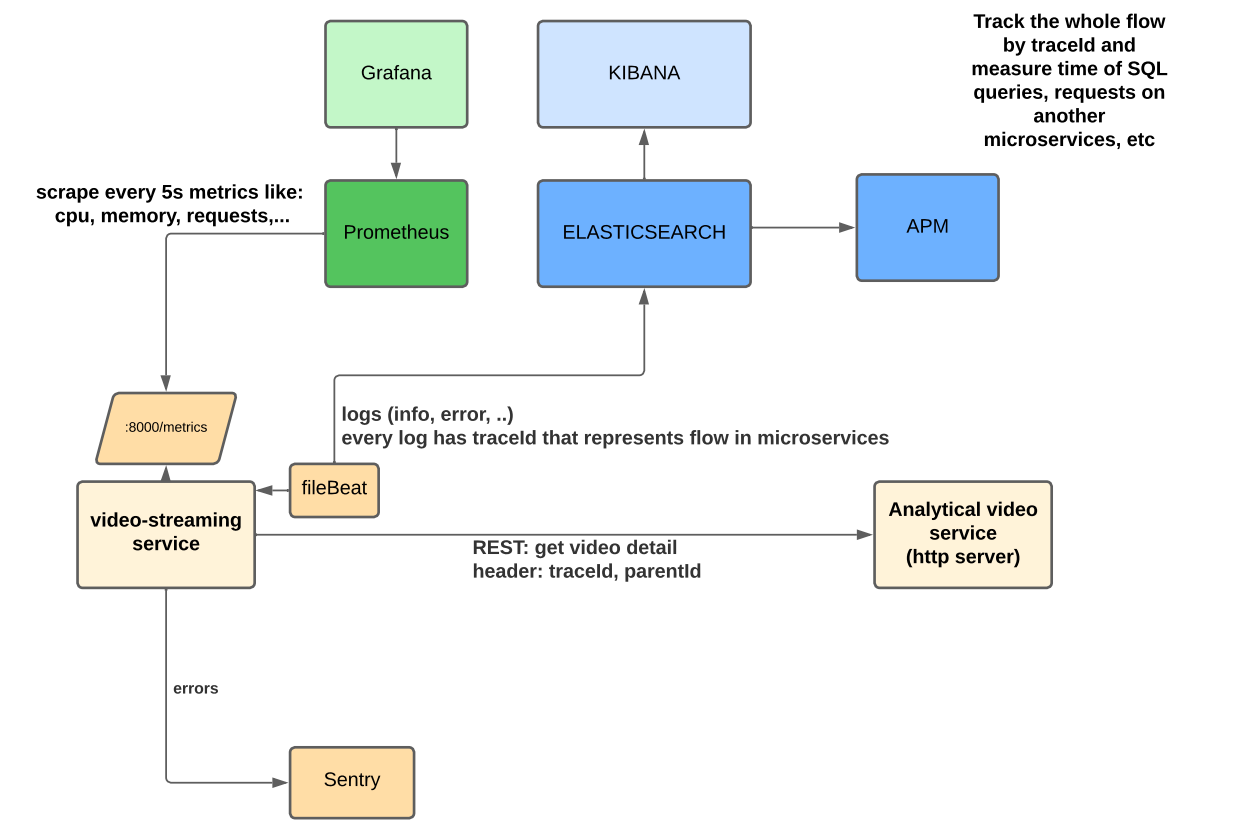 Grafana
KIBANA
Track the whole flow
by traceId and
measure time of SQL
queries, requests on
another
microservices, etc
scrape every 5s metrics like:
cpu, memory, requests,...
Prometheus
ELASTICSEARCH
APM
:8000/metrics
logs (info, error, ..)
every log has traceId that represents flow in microservices
fileBeat
video-streaming
service
Analytical video
service
(http server)
REST: get video detail
header: traceId, parentId
errors
Sentry